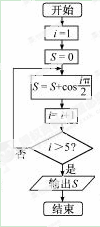 开始
i=1
S=0
S=S+cos iπ/2
i=i+1
i>5?
否
是
输出S
结束